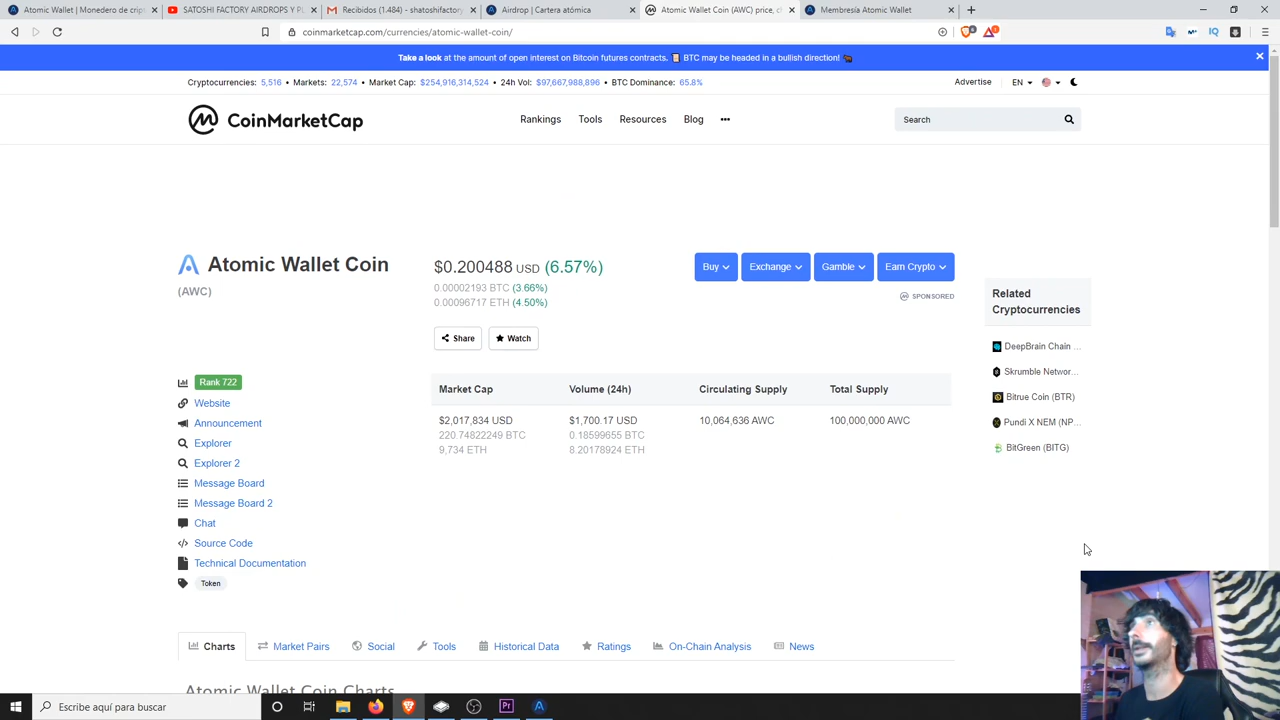 Atomic Wallet | Monedero de crip
SATOSHI FACTORY AIRDROPS Y P
Recibidos (1.484) - shatoshifactory
Airdrop | Cartera atómica
Atomic Wallet Coin (AWC) price, c
Membresía Atomic Wallet
coinmarketcap.com/currencies/atomic-wallet-coin/
Take a look at the amount of open interest on Bitcoin futures contracts. BTC may be headed in a bullish direction!
Cryptocurrencies: 5,516 • Markets: 22,574 • Market Cap: $254,916,314,524 • 24h Vol: $97,667,988,896 • BTC Dominance: 65.8%
Advertise
EN
CoinMarketCap
Rankings
Tools
Resources
Blog
Search
Atomic Wallet Coin
(AWC)
$0.200488 USD (6.57%)
0.00002193 BTC (3.66%)
0.00096717 ETH (4.50%)
Buy
Exchange
Gamble
Earn Crypto
SPONSORED
Share
Watch
Related
Cryptocurrencies
DeepBrain Chain ...
Skrumble Networ...
Bitrue Coin (BTR)
Pundi X NEM (NP...
BitGreen (BITG)
Rank 722
Website
Announcement
Explorer
Explorer 2
Message Board
Message Board 2
Chat
Source Code
Technical Documentation
Token
Market Cap
Volume (24h)
Circulating Supply
Total Supply
$2,017,834 USD
$1,700.17 USD
10,064,636 AWC
100,000,000 AWC
220.74822249 BTC
0.18599655 BTC
9,734 ETH
8.20178924 ETH
Charts
Market Pairs
Social
Tools
Historical Data
Ratings
On-Chain Analysis
News
Atomic Wallet Coin Charts
Escribe aquí para buscar